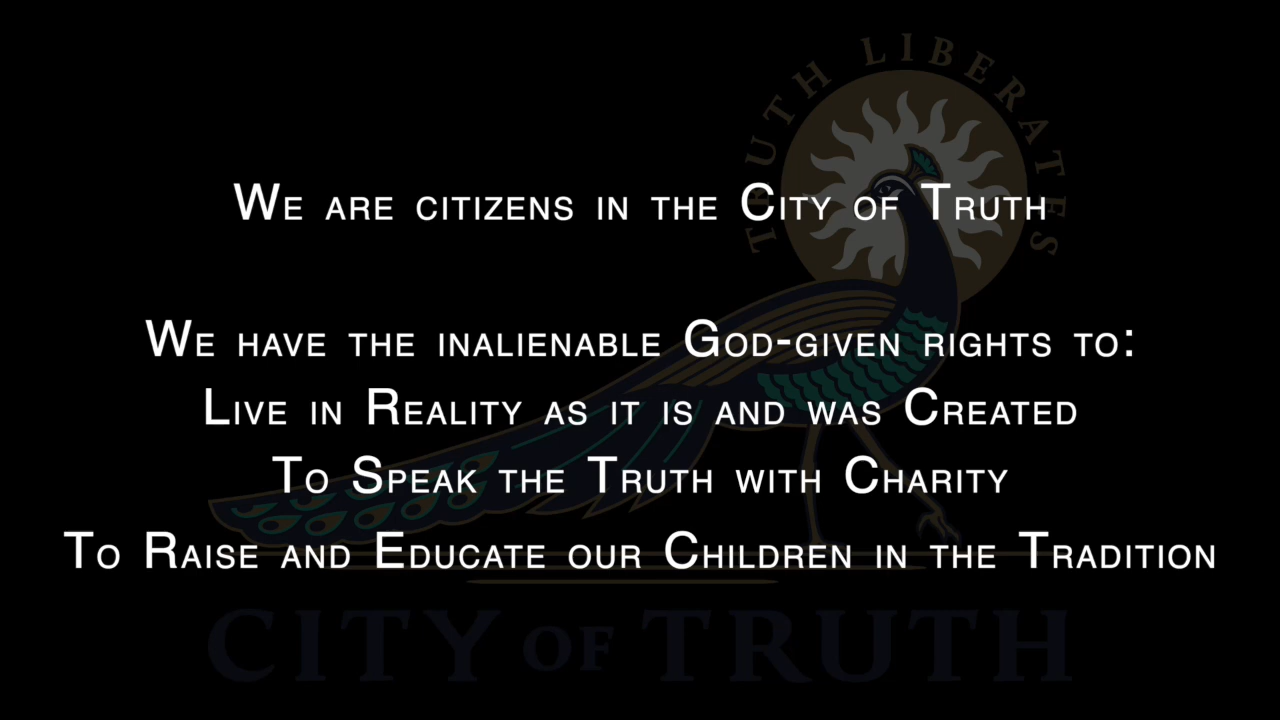 TRUTH LIBERATES
We are citizens in the City of Truth
We have the inalienable God-given rights to:
Live in Reality as it is and was Created
To Speak the Truth with Charity
To Raise and Educate our Children in the Tradition
CITY OF TRUTH